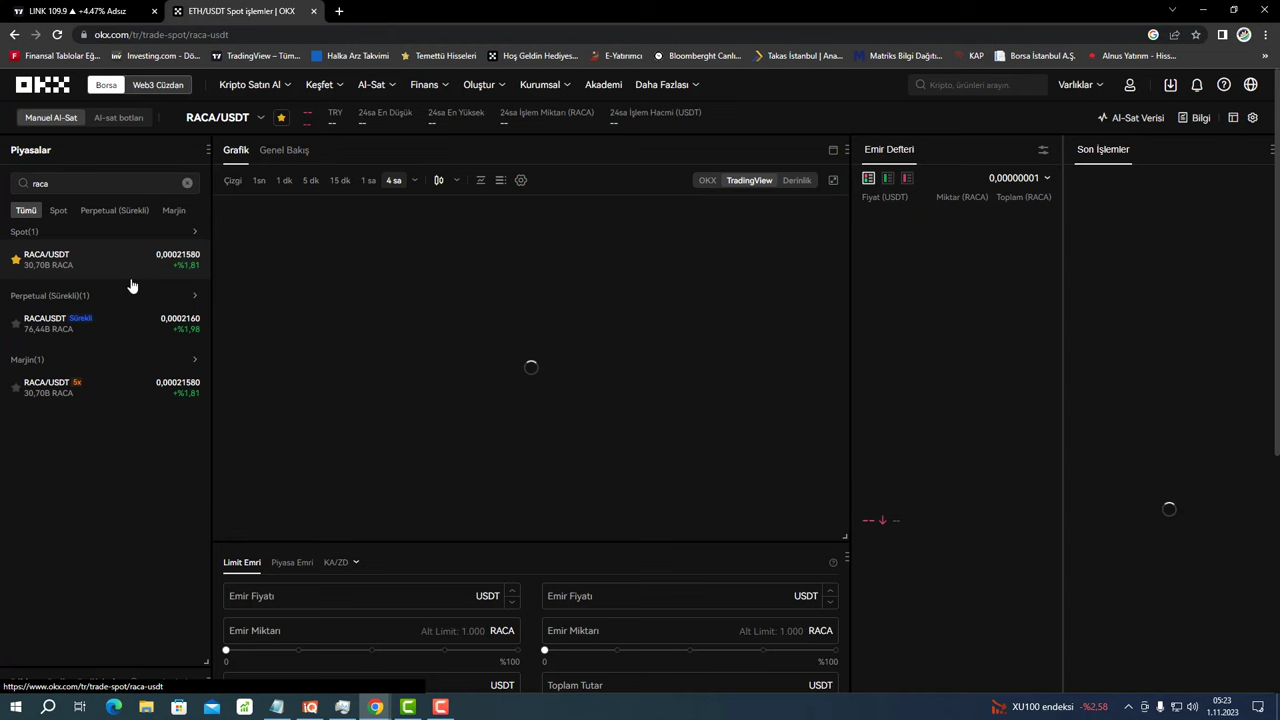 LINK 109.9 ▲ +4.47% Adsız
ETH/USDT Spot işlemler | OKX
okx.com/tr/trade-spot/raca-usdt
Finansal Tablolar Eğ...
Investing.com - Dö...
TradingView – Tüm...
Halka Arz Takvimi
Temettü Hisseleri
Hoş Geldin Hediyes...
E-Yatırımcı
Bloomberght Canlı...
Takas İstanbul | Ana...
Matriks Bilgi Dağıtı...
KAP
Borsa İstanbul A.Ş.
Alnus Yatırım - Hiss...
OKX
Borsa
Web3 Cüzdan
Kripto Satın Al
Keşfet
Al-Sat
Finans
Oluştur
Kurumsal
Akademi
Daha Fazlası
Kripto, ürünleri arayın.
Varlıklar
Manuel Al-Sat
Al-sat botları
RACA/USDT
--
--
TRY
--
24sa En Düşük
--
24sa En Yüksek
--
24sa İşlem Miktarı (RACA)
--
24sa İşlem Hacmi (USDT)
--
Al-Sat Verisi
Bilgi
Piyasalar
raca
Tümü
Spot
Perpetual (Sürekli)
Marjin
Spot(1)
RACA/USDT 0,00021580
30,70B RACA +%1,81
Perpetual (Sürekli)(1)
RACAUSDT Sürekli 0,0002160
76,44B RACA +%1,98
Marjin(1)
RACA/USDT 5x 0,00021580
30,70B RACA +%1,81
Grafik
Genel Bakış
Çizgi 1sn 1 dk 5 dk 15 dk 1 sa 4 sa
OKX TradingView Derinlik
Limit Emri
Piyasa Emri
KA/ZD
Emir Fiyatı USDT
Emir Miktarı Alt Limit: 1.000 RACA
0 %100
USDT
Emir Fiyatı USDT
Emir Miktarı Alt Limit: 1.000 RACA
0 %100
Toplam Tutar USDT
Emir Defteri
0,00000001
Fiyat (USDT) Miktar (RACA) Toplam (RACA)
-- ↓ --
Son İşlemler
https://www.okx.com/tr/trade-spot/raca-usdt
XU100 endeksi -%2.58
05:23
1.11.2023